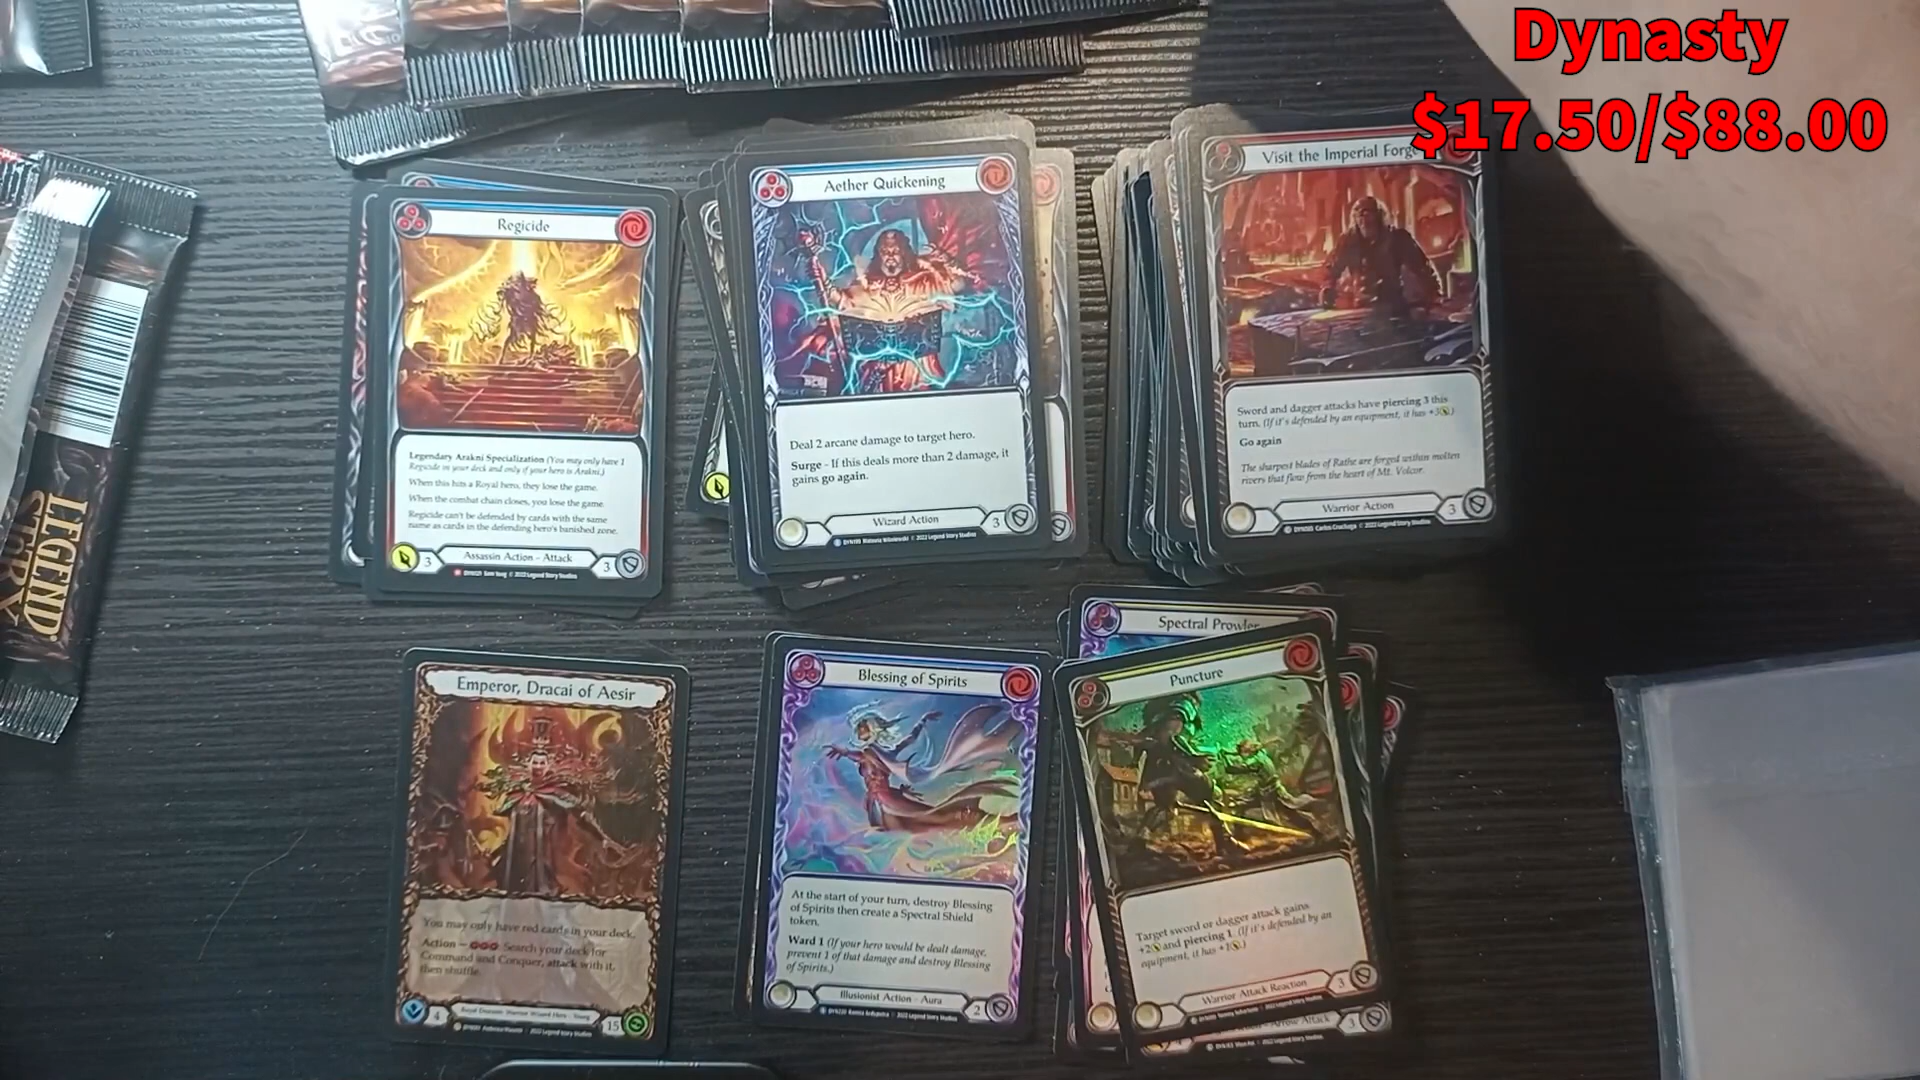 Dynasty
$17.50/$88.00
Regicide
Legendary Arakni Specialization (You may only have 1
Regicide in your deck and only if your hero is Arakni.)
When this hits a Royal hero, they lose the game.
When the combat chain closes, you lose the game.
Regicide can't be defended by cards with the same
name as cards in the defending hero's banished zone.
3
Assassin Action - Attack
3
Aether Quickening
Deal 2 arcane damage to target hero.
Surge - If this deals more than 2 damage, it
gains go again.
Wizard Action
3
Visit the Imperial Forge
Sword and dagger attacks have piercing 3 this
turn. (If it's defended by an equipment, it has +3.)
Go again
The sharpest blades of Rathe are forged within molten
rivers that flow from the heart of Mt. Volcor.
Warrior Action
3
LEGEND
STORY
Emperor, Dracai of Aesir
You may only have red cards in your deck.
Action - Search your deck for
Command and Conquer, attack with it,
then shuffle.
4
Royal Draconic Warrior Wizard Hero - Young
15
Blessing of Spirits
At the start of your turn, destroy Blessing
of Spirits then create a Spectral Shield
token.
Ward 1 (If your hero would be dealt damage,
prevent 1 of that damage and destroy Blessing
of Spirits.)
Illusionist Action - Aura
2
Spectral Prowler
Puncture
Target sword or dagger attack gains
+2 and piercing 1. (If it's defended by an
equipment, it has +1.)
Warrior Attack Reaction
3
Arrow Attack
3